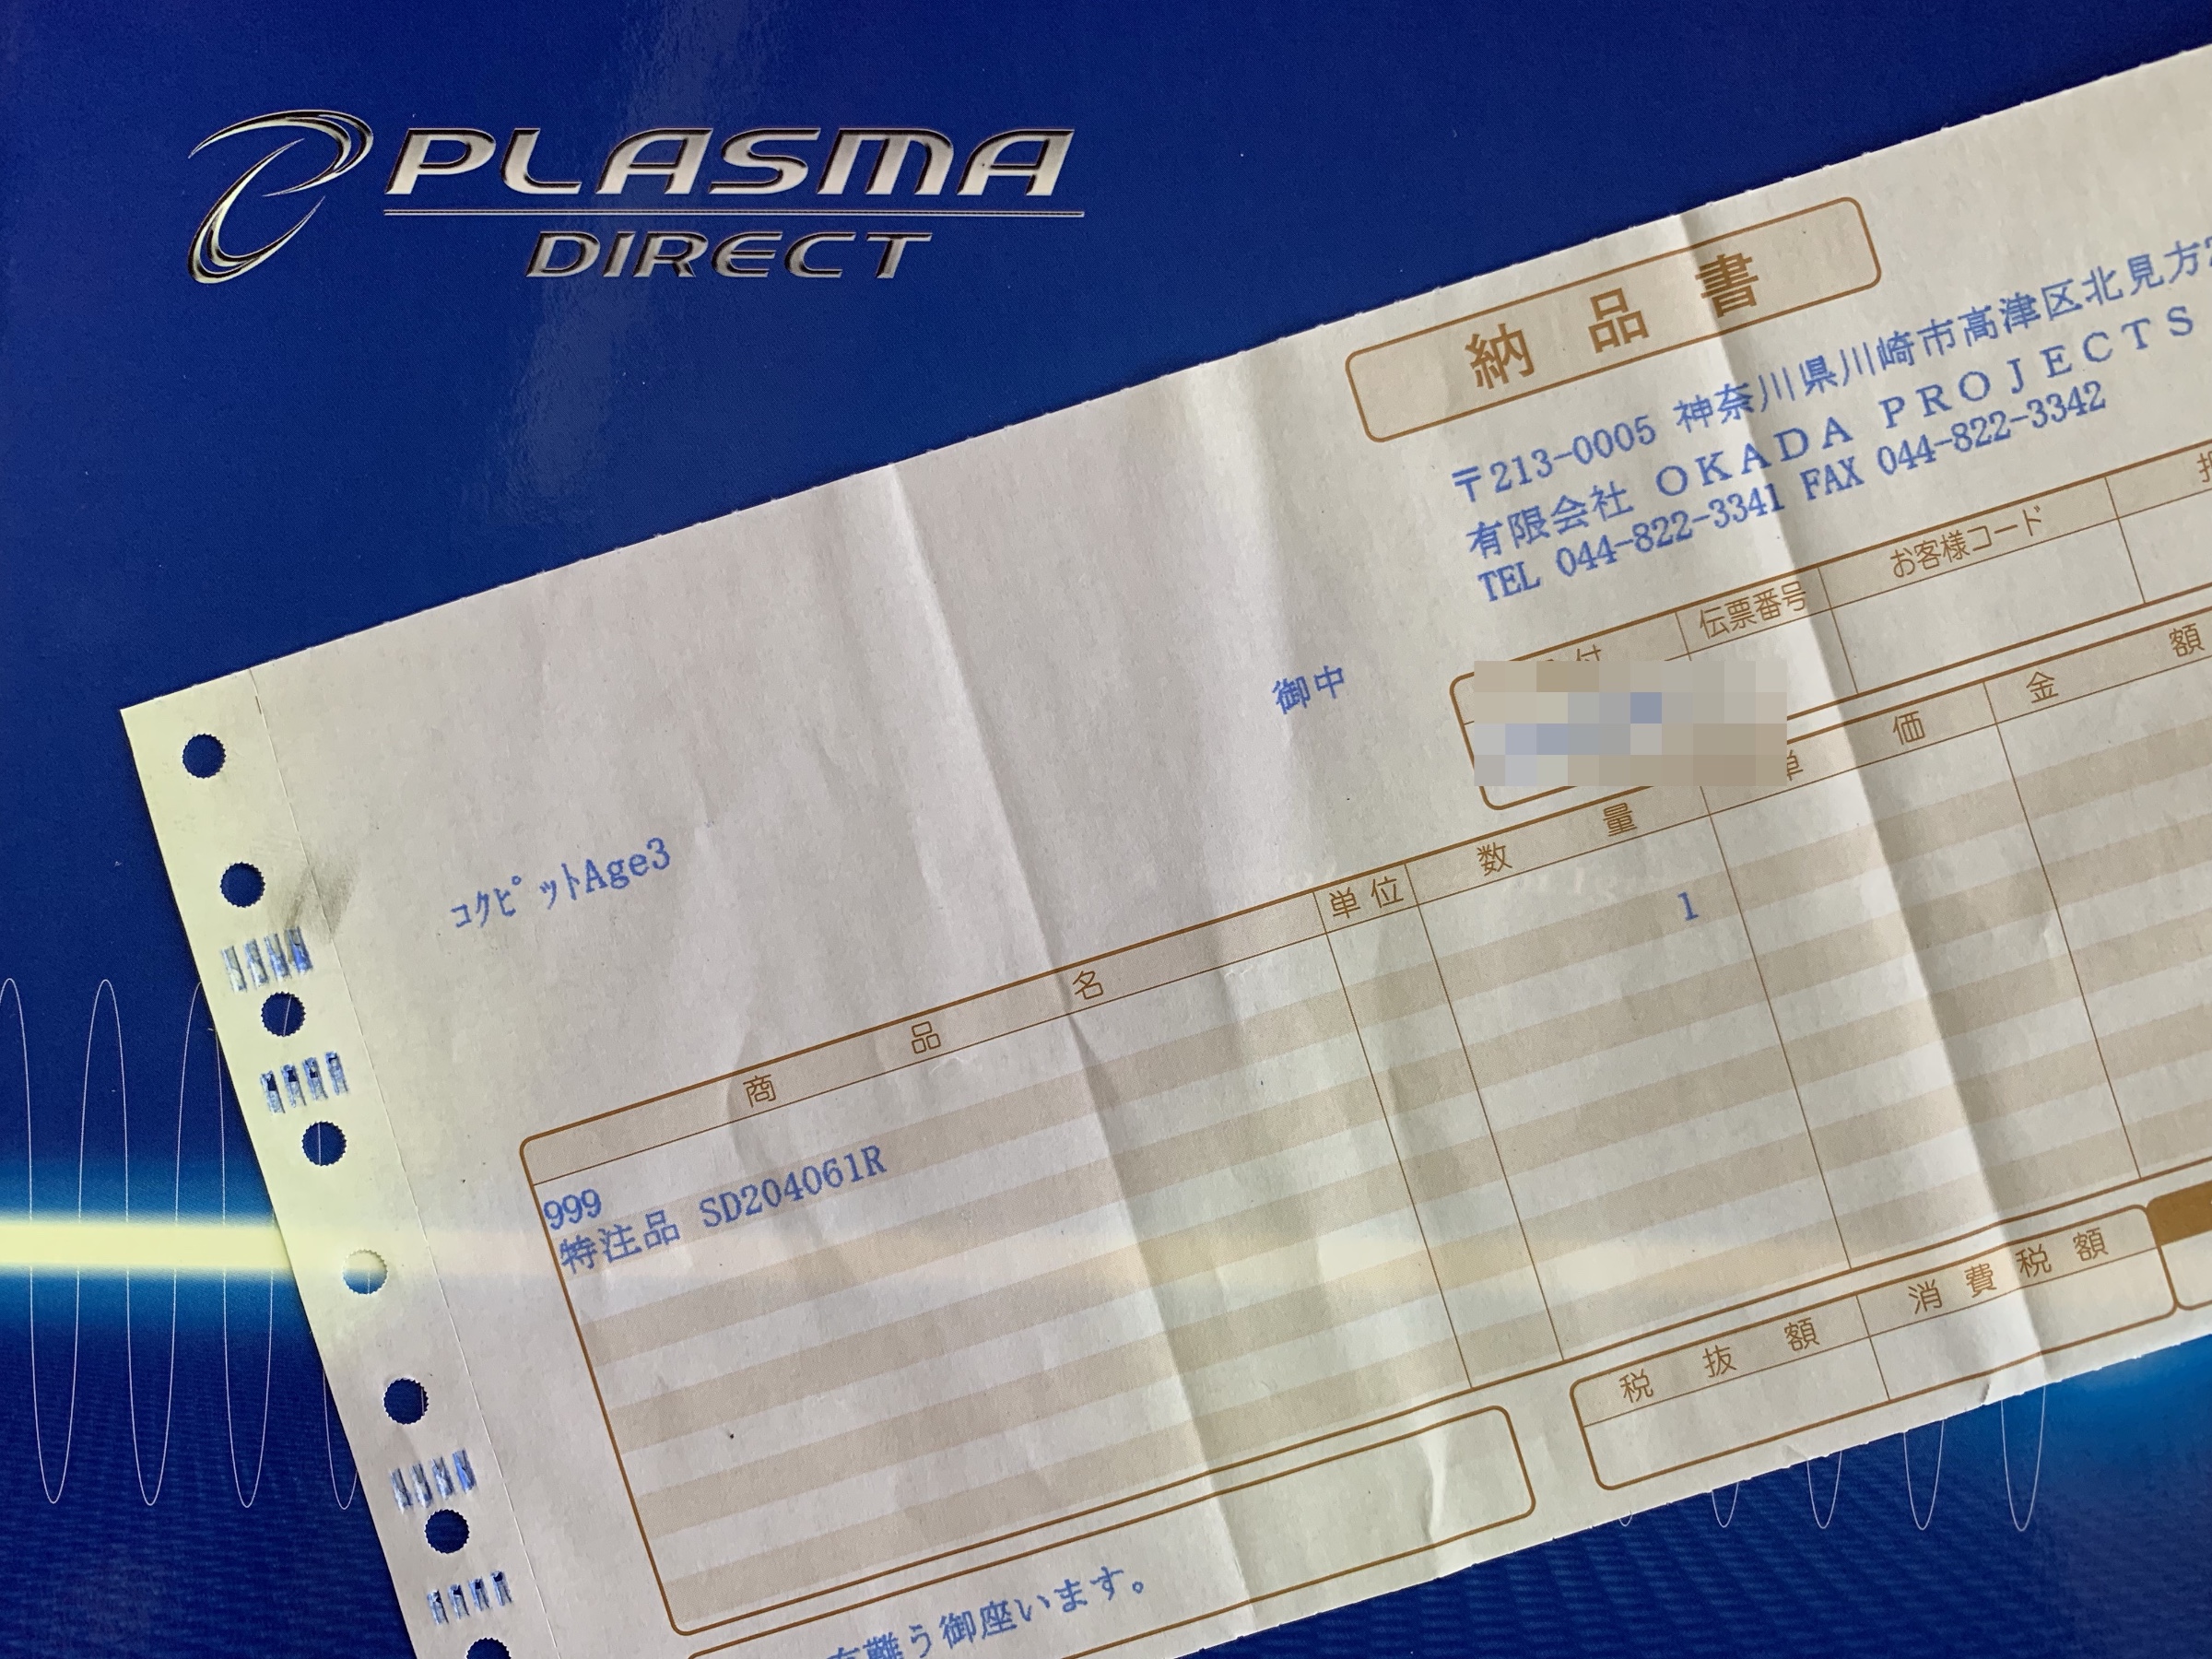 PLASMA
DIRECT
納品書
〒213-0005 神奈川県川崎市高津区北見方
有限会社 OKADA PROJECTS
TEL 044-822-3341 FAX 044-822-3342
御中
付 伝票番号 お客様コード
コクピットAge3
商品名 単位 数量 単価 金額
999 1
特注品 SD204061R
税抜額 消費税額
有難う御座います。